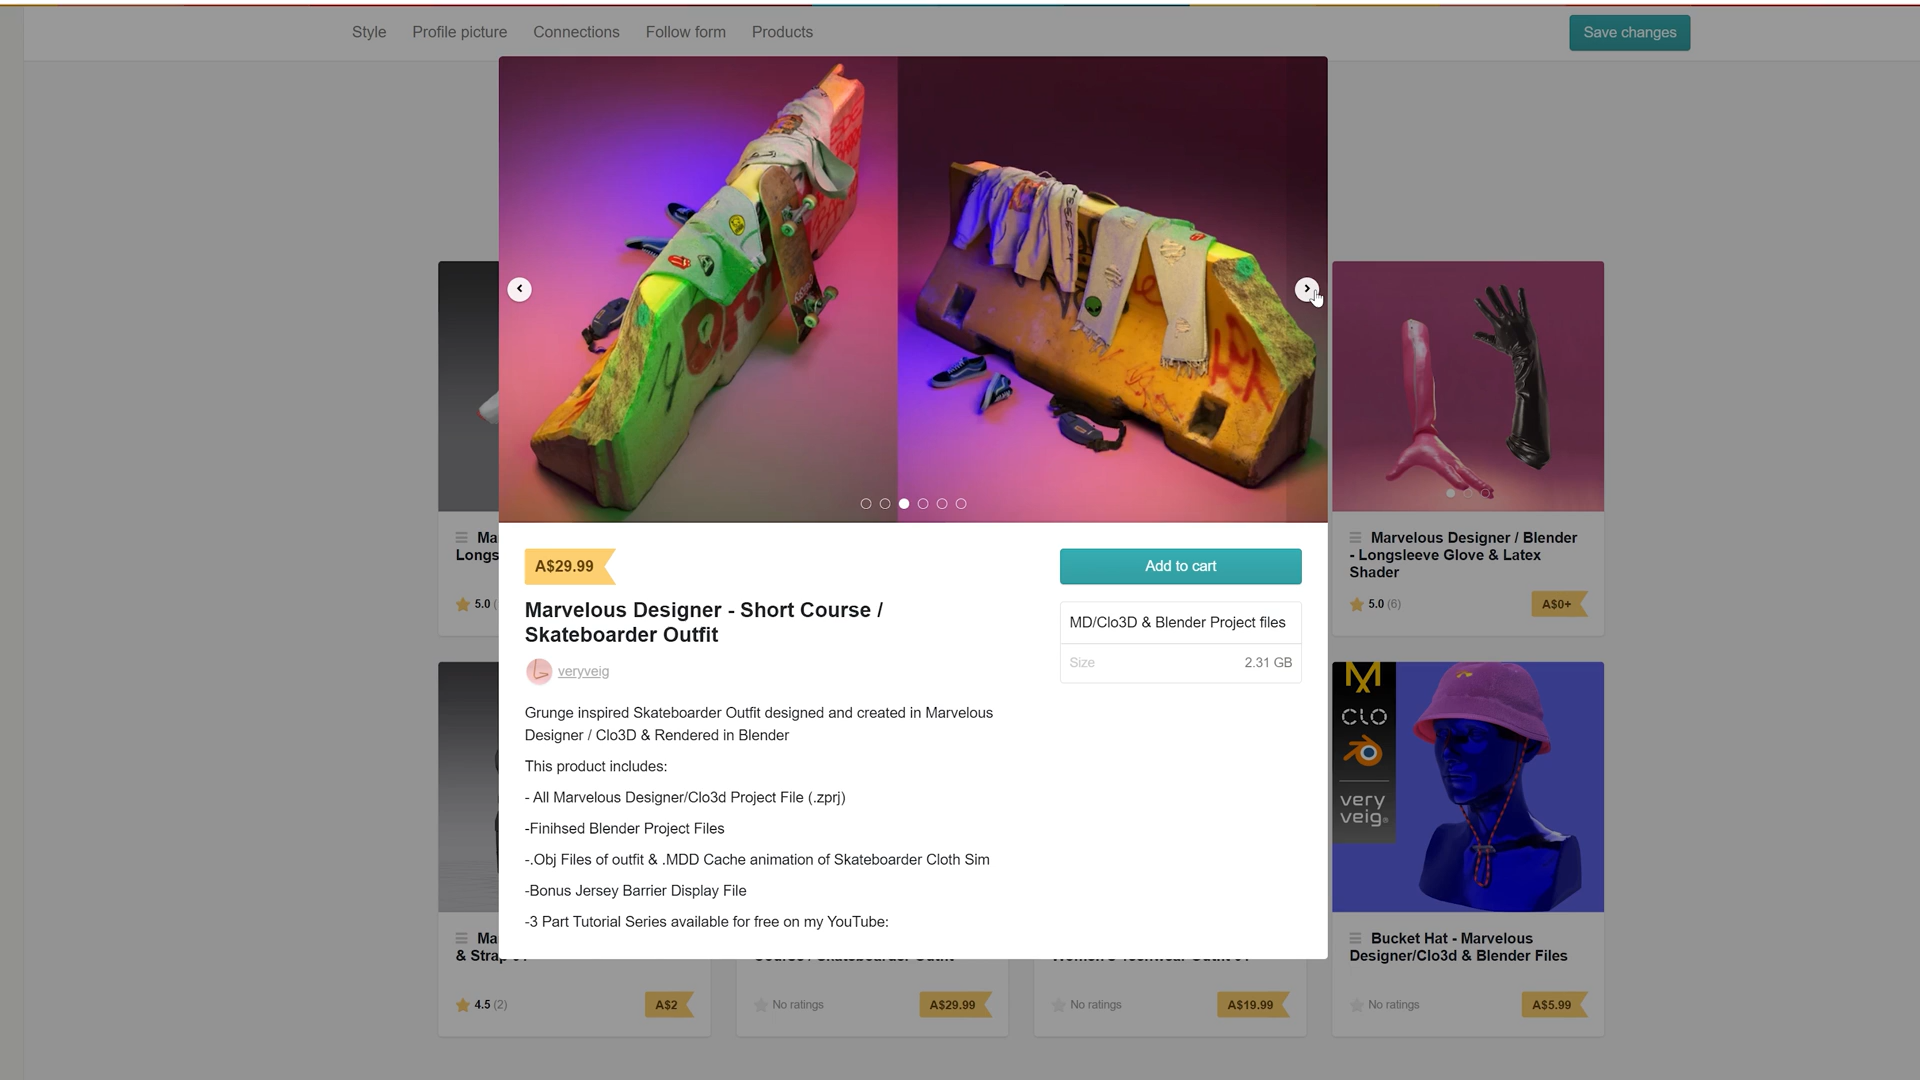 Style Profile picture Connections Follow form Products
Save changes
A$29.99
Add to cart
Marvelous Designer - Short Course /
Skateboarder Outfit
veryveig
MD/Clo3D & Blender Project files
Size 2.31 GB
Grunge inspired Skateboarder Outfit designed and created in Marvelous
Designer / Clo3D & Rendered in Blender
This product includes:
- All Marvelous Designer/Clo3d Project File (.zprj)
-Finihsed Blender Project Files
-.Obj Files of outfit & .MDD Cache animation of Skateboarder Cloth Sim
-Bonus Jersey Barrier Display File
-3 Part Tutorial Series available for free on my YouTube:
Ma
Longs
5.0 (
Marvelous Designer / Blender
- Longsleeve Glove & Latex
Shader
5.0 (6)
A$0+
CLO
very
veig®
Ma
& Strap
4.5 (2)
A$2
No ratings
A$29.99
No ratings
A$19.99
Bucket Hat - Marvelous
Designer/Clo3d & Blender Files
No ratings
A$5.99